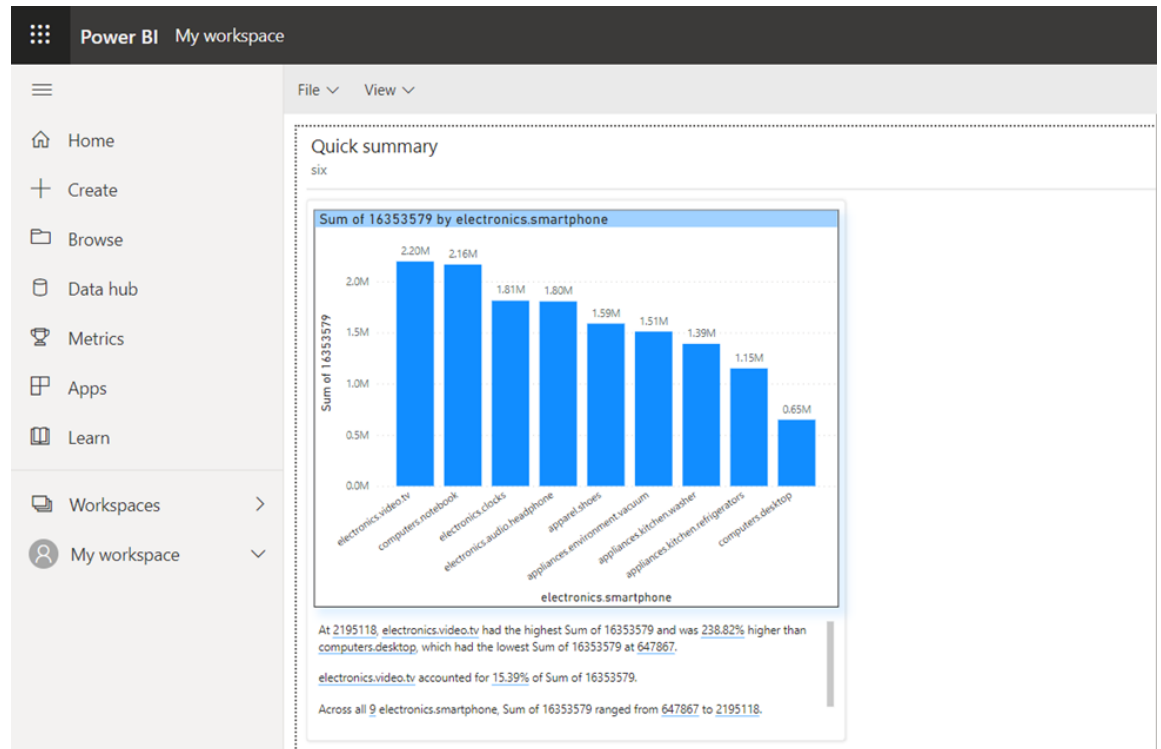 Power BI My workspace
File View
Home
Create
Browse
Data hub
Metrics
Apps
Learn
Workspaces
My workspace
Quick summary
six
Sum of 16353579 by electronics.smartphone
Sum of 16353579
2.0M
1.5M
1.0M
0.5M
0.0M
2.20M
2.16M
1.81M
1.80M
1.59M
1.51M
1.39M
1.15M
0.65M
electronics.video.tv
computers.notebook
electronics.clocks
electronics.audio.headphone
apparel.shoes
appliances.environment.vacuum
appliances.kitchen.washer
appliances.kitchen.refrigerators
computers.desktop
electronics.smartphone
At 2195118, electronics.video.tv had the highest Sum of 16353579 and was 238.82% higher than
computers.desktop, which had the lowest Sum of 16353579 at 647867.
electronics.video.tv accounted for 15.39% of Sum of 16353579.
Across all 9 electronics.smartphone, Sum of 16353579 ranged from 647867 to 2195118.